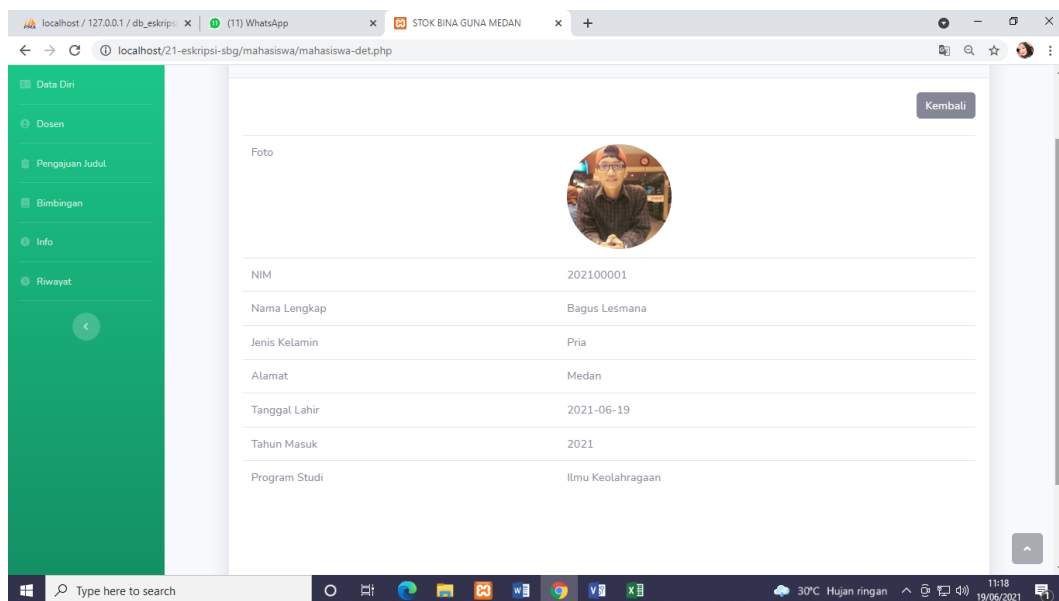 localhost / 127.0.0.1 / db_eskrips
(11) WhatsApp
STOK BINA GUNA MEDAN
localhost/21-eskripsi-sbg/mahasiswa/mahasiswa-det.php
Data Diri
Dosen
Pengajuan Judul
Bimbingan
Info
Riwayat
Kembali
Foto
NIM 202100001
Nama Lengkap Bagus Lesmana
Jenis Kelamin Pria
Alamat Medan
Tanggal Lahir 2021-06-19
Tahun Masuk 2021
Program Studi Ilmu Keolahragaan
Type here to search
30°C Hujan ringan
11:18
19/06/2021